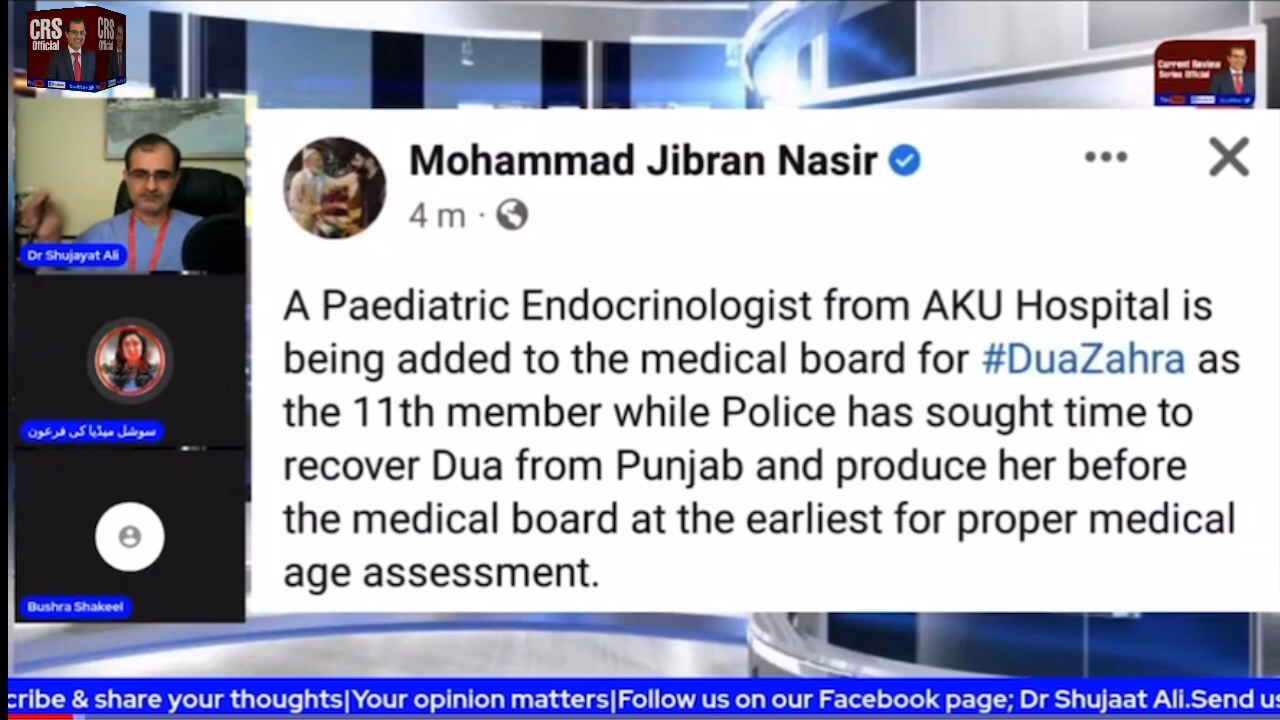 CRS
Official
CRS
Official
Current Review
Series Official
Dr Shujayat Ali
سوشل میڈیا کی فرعون
Bushra Shakeel
Mohammad Jibran Nasir
4 m ·
A Paediatric Endocrinologist from AKU Hospital is
being added to the medical board for #DuaZahra as
the 11th member while Police has sought time to
recover Dua from Punjab and produce her before
the medical board at the earliest for proper medical
age assessment.
cribe & share your thoughts|Your opinion matters|Follow us on our Facebook page; Dr Shujaat Ali.Send us